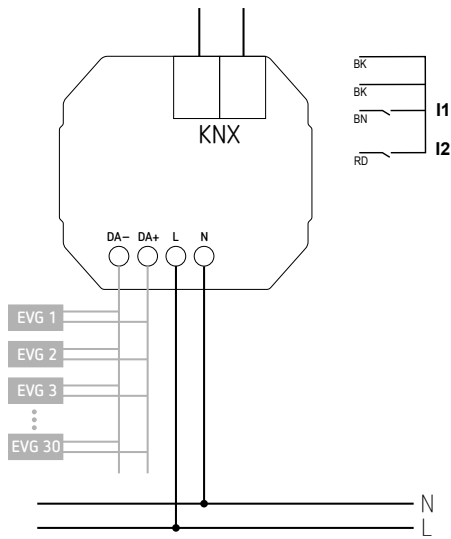 BK
BK
BN
I1
RD
I2
KNX
DA–
DA+
L
N
EVG 1
EVG 2
EVG 3
EVG 30
N
L